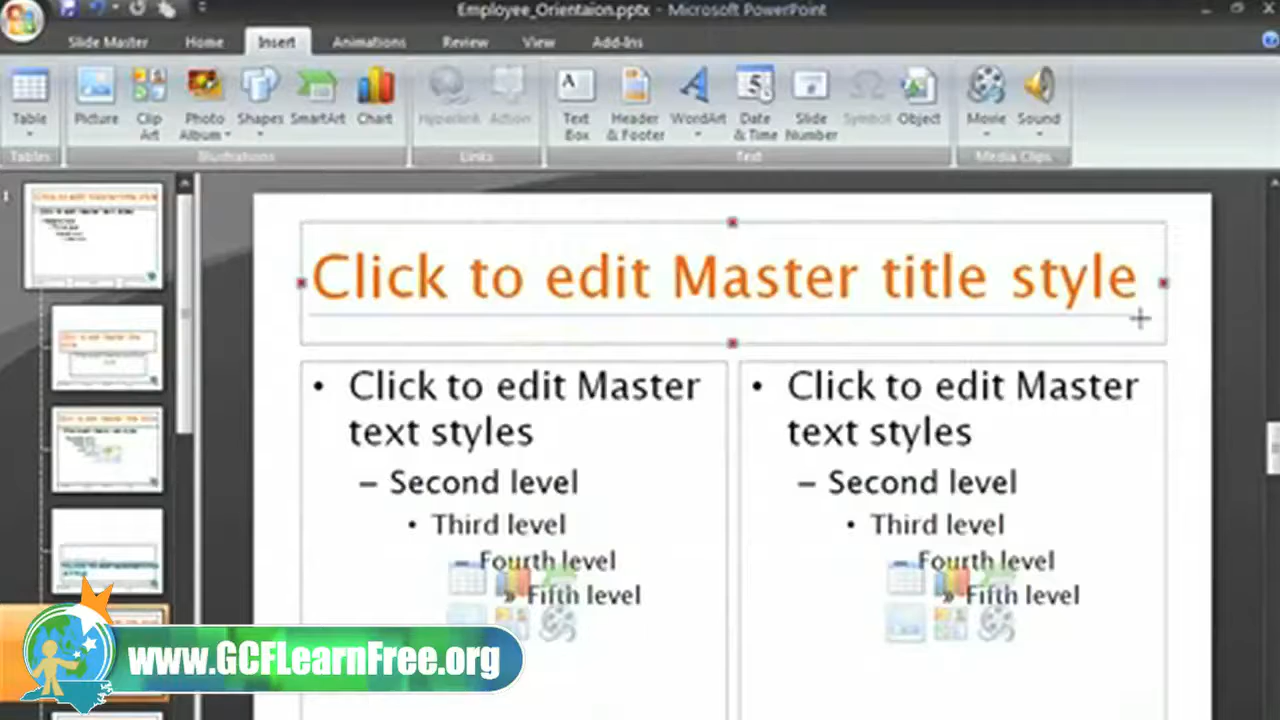 Employee_Orientaion.pptx - Microsoft PowerPoint
Slide Master Home Insert Animations Review View Add-Ins
Table Picture Clip Art Photo Album Shapes SmartArt Chart Hyperlink Action Text Box Header & Footer WordArt Date & Time Slide Number Symbol Object Movie Sound
Tables Illustrations Links Text Media Clips
1
Click to edit Master title style
• Click to edit Master
text styles
– Second level
• Third level
– Fourth level
» Fifth level
• Click to edit Master
text styles
– Second level
• Third level
– Fourth level
» Fifth level
www.GCFLearnFree.org